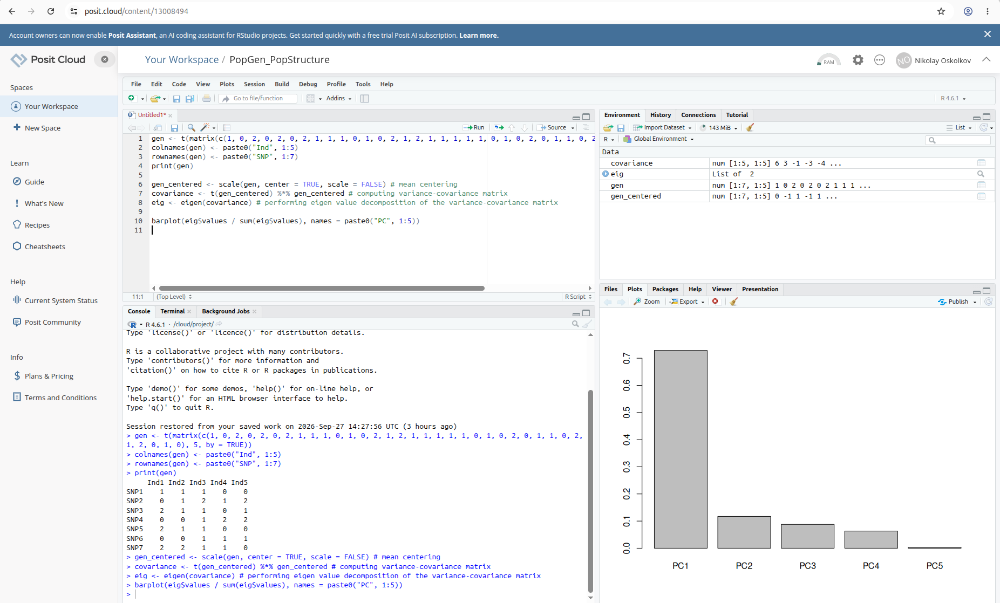 posit.cloud/content/13008494
Account owners can now enable Posit Assistant, an AI coding assistant for RStudio projects. Get started quickly with a free trial Posit AI subscription. Learn more.
Posit Cloud
Your Workspace / PopGen_PopStructure
RAM
NO
Nikolay Oskolkov
Spaces
Your Workspace
New Space
Learn
Guide
What's New
Recipes
Cheatsheets
Help
Current System Status
Posit Community
Info
Plans & Pricing
Terms and Conditions
File Edit Code View Plots Session Build Debug Profile Tools Help
Go to file/function
Addins
R 4.6.1
Untitled1*
Run
Source
1 gen <- t(matrix(c(1, 0, 2, 0, 2, 0, 2, 1, 1, 1, 0, 1, 0, 2, 1, 2, 1, 1, 1, 1, 1, 0, 1, 0, 2, 0, 1, 1, 0, 2
2 colnames(gen) <- paste0("Ind", 1:5)
3 rownames(gen) <- paste0("SNP", 1:7)
4 print(gen)
5
6 gen_centered <- scale(gen, center = TRUE, scale = FALSE) # mean centering
7 covariance <- t(gen_centered) %*% gen_centered # computing variance-covariance matrix
8 eig <- eigen(covariance) # performing eigen value decomposition of the variance-covariance matrix
9
10 barplot(eig$values / sum(eig$values), names = paste0("PC", 1:5))
11
11:1 (Top Level) R Script
Console Terminal Background Jobs
R 4.6.1 · /cloud/project/
Type 'license()' or 'licence()' for distribution details.
R is a collaborative project with many contributors.
Type 'contributors()' for more information and
'citation()' on how to cite R or R packages in publications.
Type 'demo()' for some demos, 'help()' for on-line help, or
'help.start()' for an HTML browser interface to help.
Type 'q()' to quit R.
Session restored from your saved work on 2026-Sep-27 14:27:56 UTC (3 hours ago)
> gen <- t(matrix(c(1, 0, 2, 0, 2, 0, 2, 1, 1, 1, 0, 1, 0, 2, 1, 2, 1, 1, 1, 1, 1, 0, 1, 0, 2, 0, 1, 1, 0, 2,
1, 2, 0, 1, 0), 5, by = TRUE))
> colnames(gen) <- paste0("Ind", 1:5)
> rownames(gen) <- paste0("SNP", 1:7)
> print(gen)
Ind1 Ind2 Ind3 Ind4 Ind5
SNP1 1 1 1 0 0
SNP2 0 1 2 1 2
SNP3 2 1 1 0 1
SNP4 0 0 1 2 2
SNP5 2 1 1 0 0
SNP6 0 0 1 1 1
SNP7 2 2 1 1 0
> gen_centered <- scale(gen, center = TRUE, scale = FALSE) # mean centering
> covariance <- t(gen_centered) %*% gen_centered # computing variance-covariance matrix
> eig <- eigen(covariance) # performing eigen value decomposition of the variance-covariance matrix
> barplot(eig$values / sum(eig$values), names = paste0("PC", 1:5))
>
Environment History Connections Tutorial
Import Dataset 143 MiB List
R Global Environment
Data
covariance num [1:5, 1:5] 6 3 -1 -3 -4 ...
eig List of 2
gen num [1:7, 1:5] 1 0 2 0 2 0 2 1 1 1 ...
gen_centered num [1:7, 1:5] 0 -1 1 -1 1 ...
Files Plots Packages Help Viewer Presentation
Zoom Export Publish
0.7
0.6
0.5
0.4
0.3
0.2
0.1
0.0
PC1 PC2 PC3 PC4 PC5